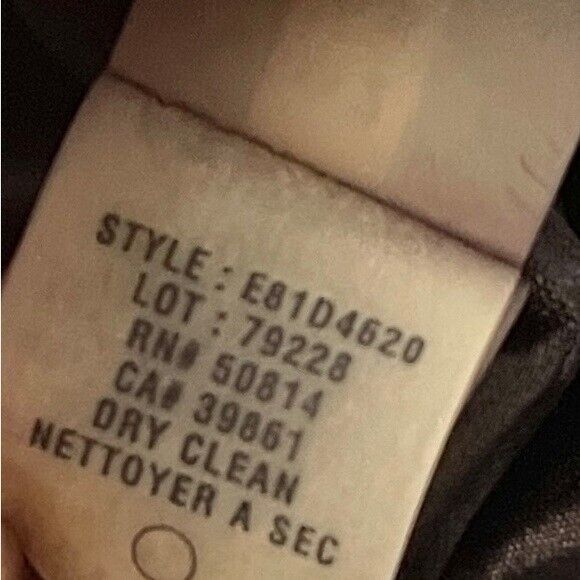 STYLE : E81D4620
LOT : 79228
RN# 50814
CA# 39861
DRY CLEAN
NETTOYER A SEC